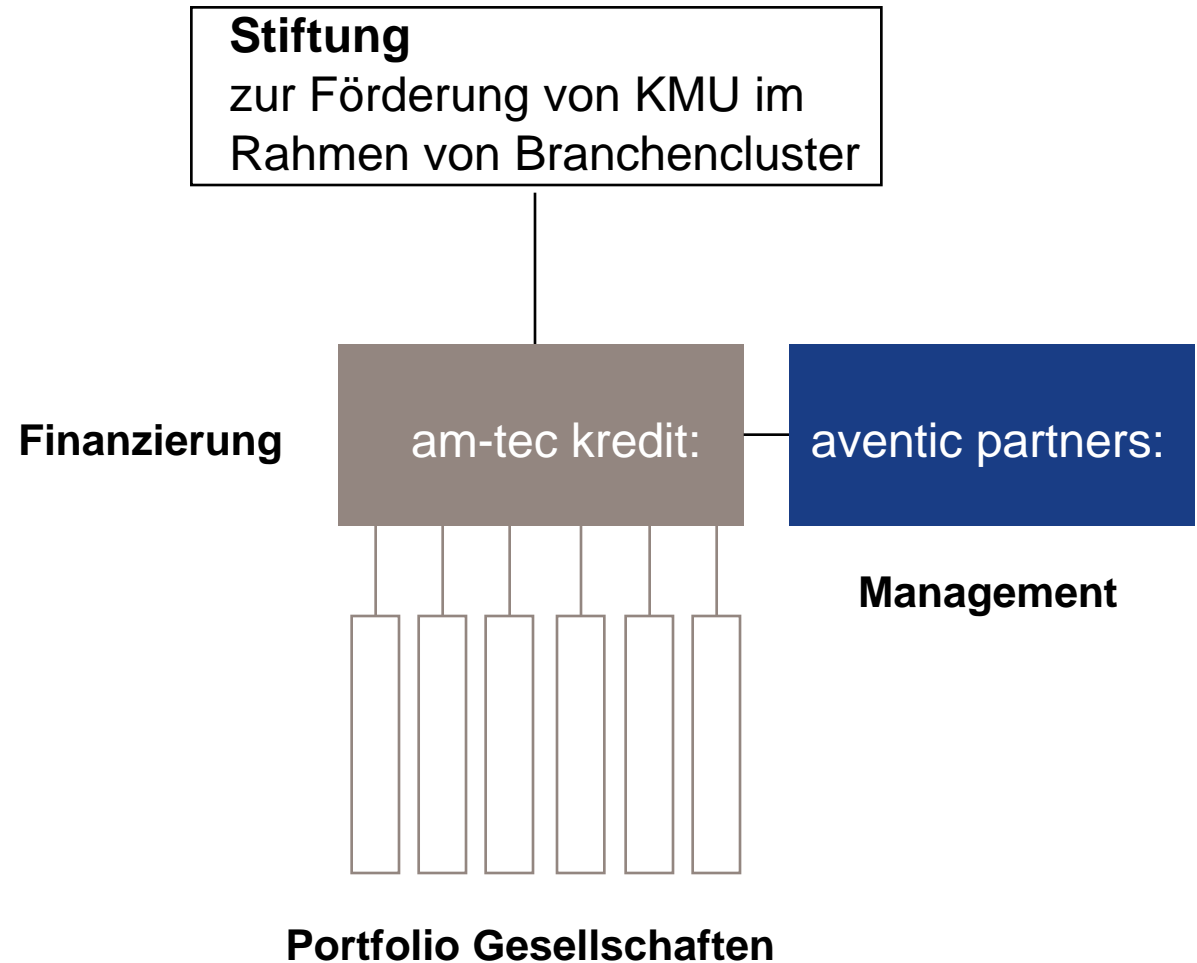 Stiftung
zur Förderung von KMU im
Rahmen von Branchencluster
Finanzierung
am-tec kredit:
aventic partners:
Management
Portfolio Gesellschaften